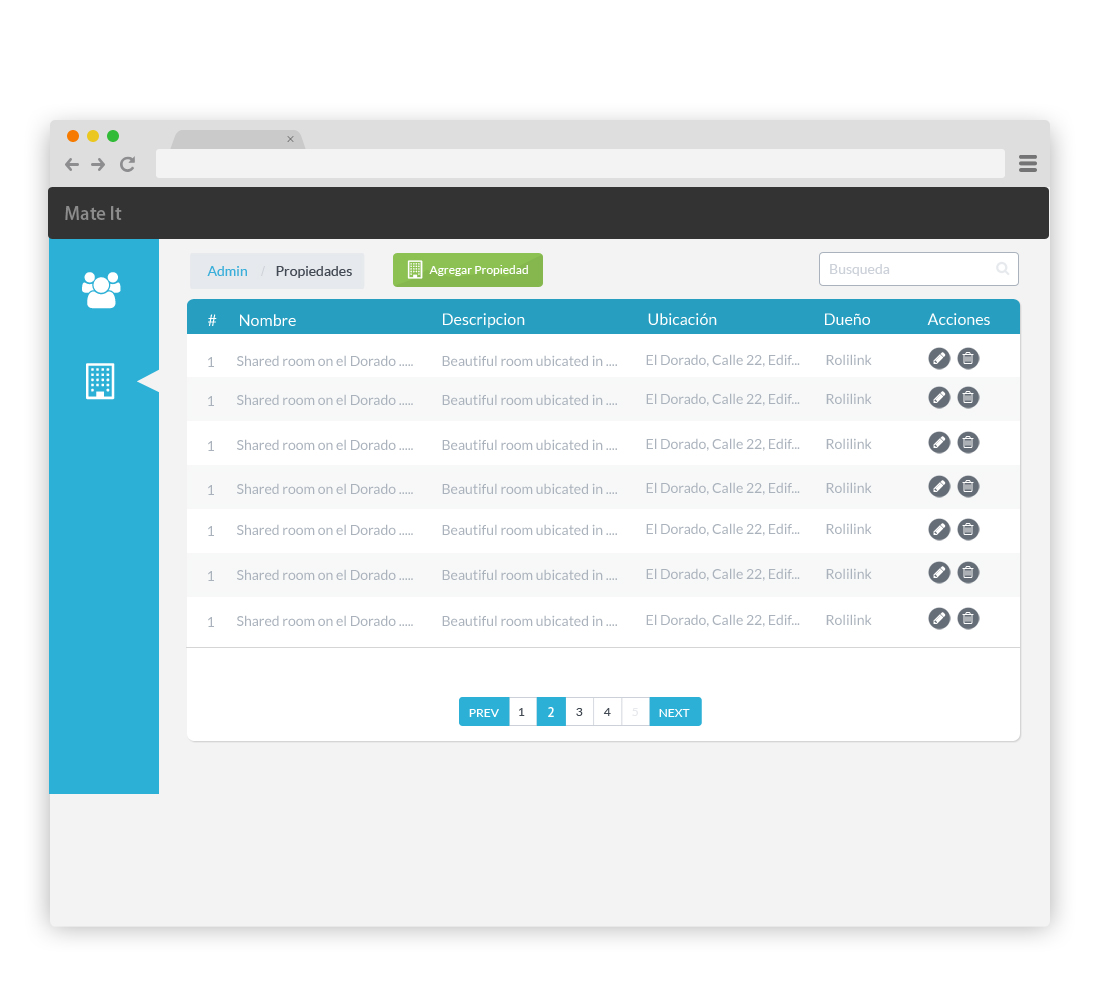 Mate It
Admin / Propiedades
Agregar Propiedad
Busqueda
# Nombre Descripcion Ubicación Dueño Acciones
1 Shared room on el Dorado ..... Beautiful room ubicated in .... El Dorado, Calle 22, Edif... Rolilink
1 Shared room on el Dorado ..... Beautiful room ubicated in .... El Dorado, Calle 22, Edif... Rolilink
1 Shared room on el Dorado ..... Beautiful room ubicated in .... El Dorado, Calle 22, Edif... Rolilink
1 Shared room on el Dorado ..... Beautiful room ubicated in .... El Dorado, Calle 22, Edif... Rolilink
1 Shared room on el Dorado ..... Beautiful room ubicated in .... El Dorado, Calle 22, Edif... Rolilink
1 Shared room on el Dorado ..... Beautiful room ubicated in .... El Dorado, Calle 22, Edif... Rolilink
1 Shared room on el Dorado ..... Beautiful room ubicated in .... El Dorado, Calle 22, Edif... Rolilink
PREV 1 2 3 4 5 NEXT